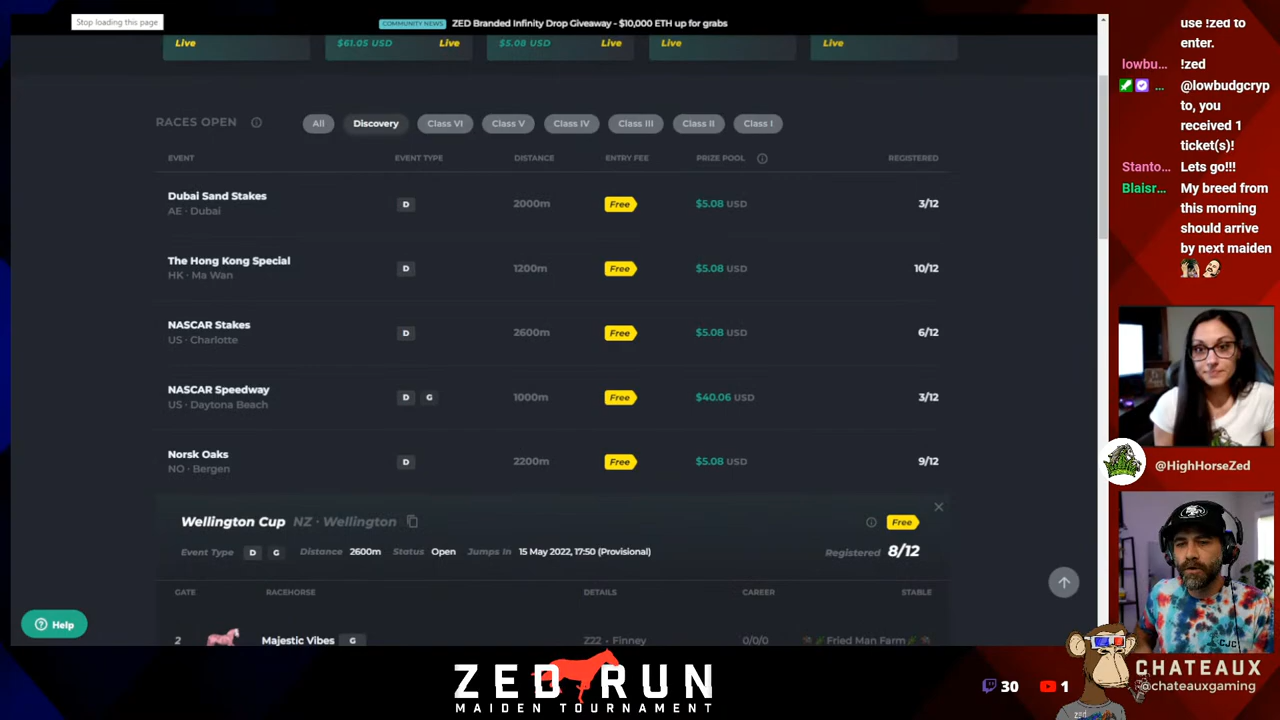 Stop loading this page
COMMUNITY NEWS ZED Branded Infinity Drop Giveaway - $10,000 ETH up for grabs
Live $61.05 USD Live $5.08 USD Live Live Live
RACES OPEN All Discovery Class VI Class V Class IV Class III Class II Class I
EVENT EVENT TYPE DISTANCE ENTRY FEE PRIZE POOL REGISTERED
Dubai Sand Stakes D 2000m Free $5.08 USD 3/12
AE · Dubai
The Hong Kong Special D 1200m Free $5.08 USD 10/12
HK · Ma Wan
NASCAR Stakes D 2600m Free $5.08 USD 6/12
US · Charlotte
NASCAR Speedway D G 1000m Free $40.06 USD 3/12
US · Daytona Beach
Norsk Oaks D 2200m Free $5.08 USD 9/12
NO · Bergen
Wellington Cup NZ · Wellington Free
Event Type D G Distance 2600m Status Open Jumps In 15 May 2022, 17:50 (Provisional) Registered 8/12
GATE RACEHORSE DETAILS CAREER STABLE
2 Majestic Vibes G Z22 · Finney 0/0/0 Fried Man Farm
Help
use !zed to
enter.
lowbu... !zed
... @lowbudgcryp
to, you
received 1
ticket(s)!
Stanto... Lets go!!!
Blaisr... My breed from
this morning
should arrive
by next maiden
@HighHorseZed
CJC
ZED RUN
MAIDEN TOURNAMENT
30 1
CHATEAUX
@chateauxgaming